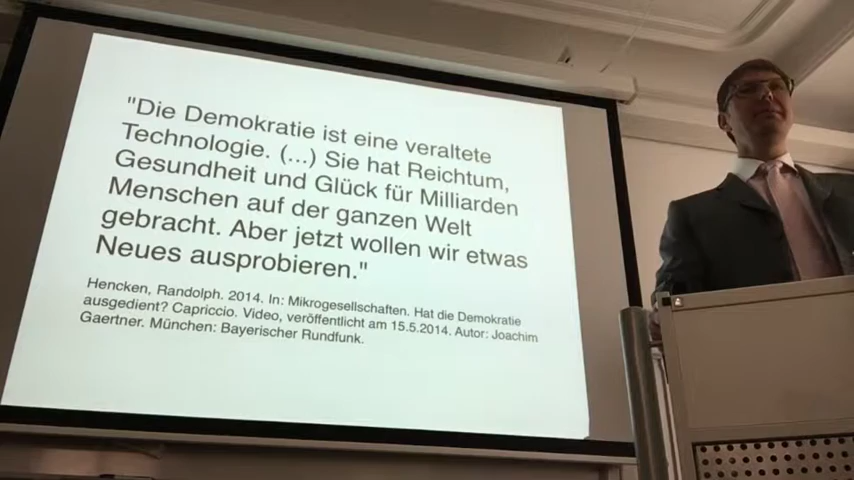 "Die Demokratie ist eine veraltete
Technologie. (...) Sie hat Reichtum,
Gesundheit und Glück für Milliarden
Menschen auf der ganzen Welt
gebracht. Aber jetzt wollen wir etwas
Neues ausprobieren."
Hencken, Randolph. 2014. In: Mikrogesellschaften. Hat die Demokratie
ausgedient? Capriccio. Video, veröffentlicht am 15.5.2014. Autor: Joachim
Gaertner. München: Bayerischer Rundfunk.